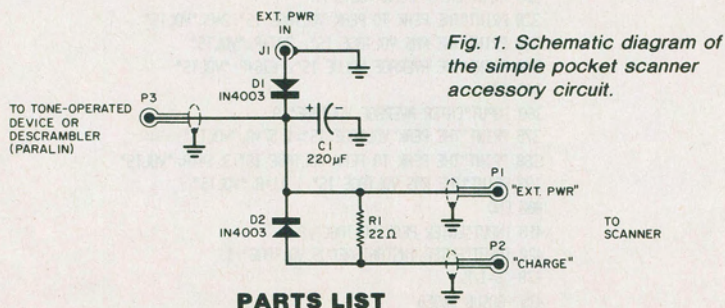 EXT. PWR
IN
J1
Fig. 1. Schematic diagram of
the simple pocket scanner
accessory circuit.
D1
IN4003
P3
TO TONE-OPERATED
DEVICE OR
DESCRAMBLER
(PARALIN)
+ −
C1
220µF
P1
"EXT. PWR"
D2
IN4003
R1
22Ω
TO
SCANNER
P2
"CHARGE"
PARTS LIST